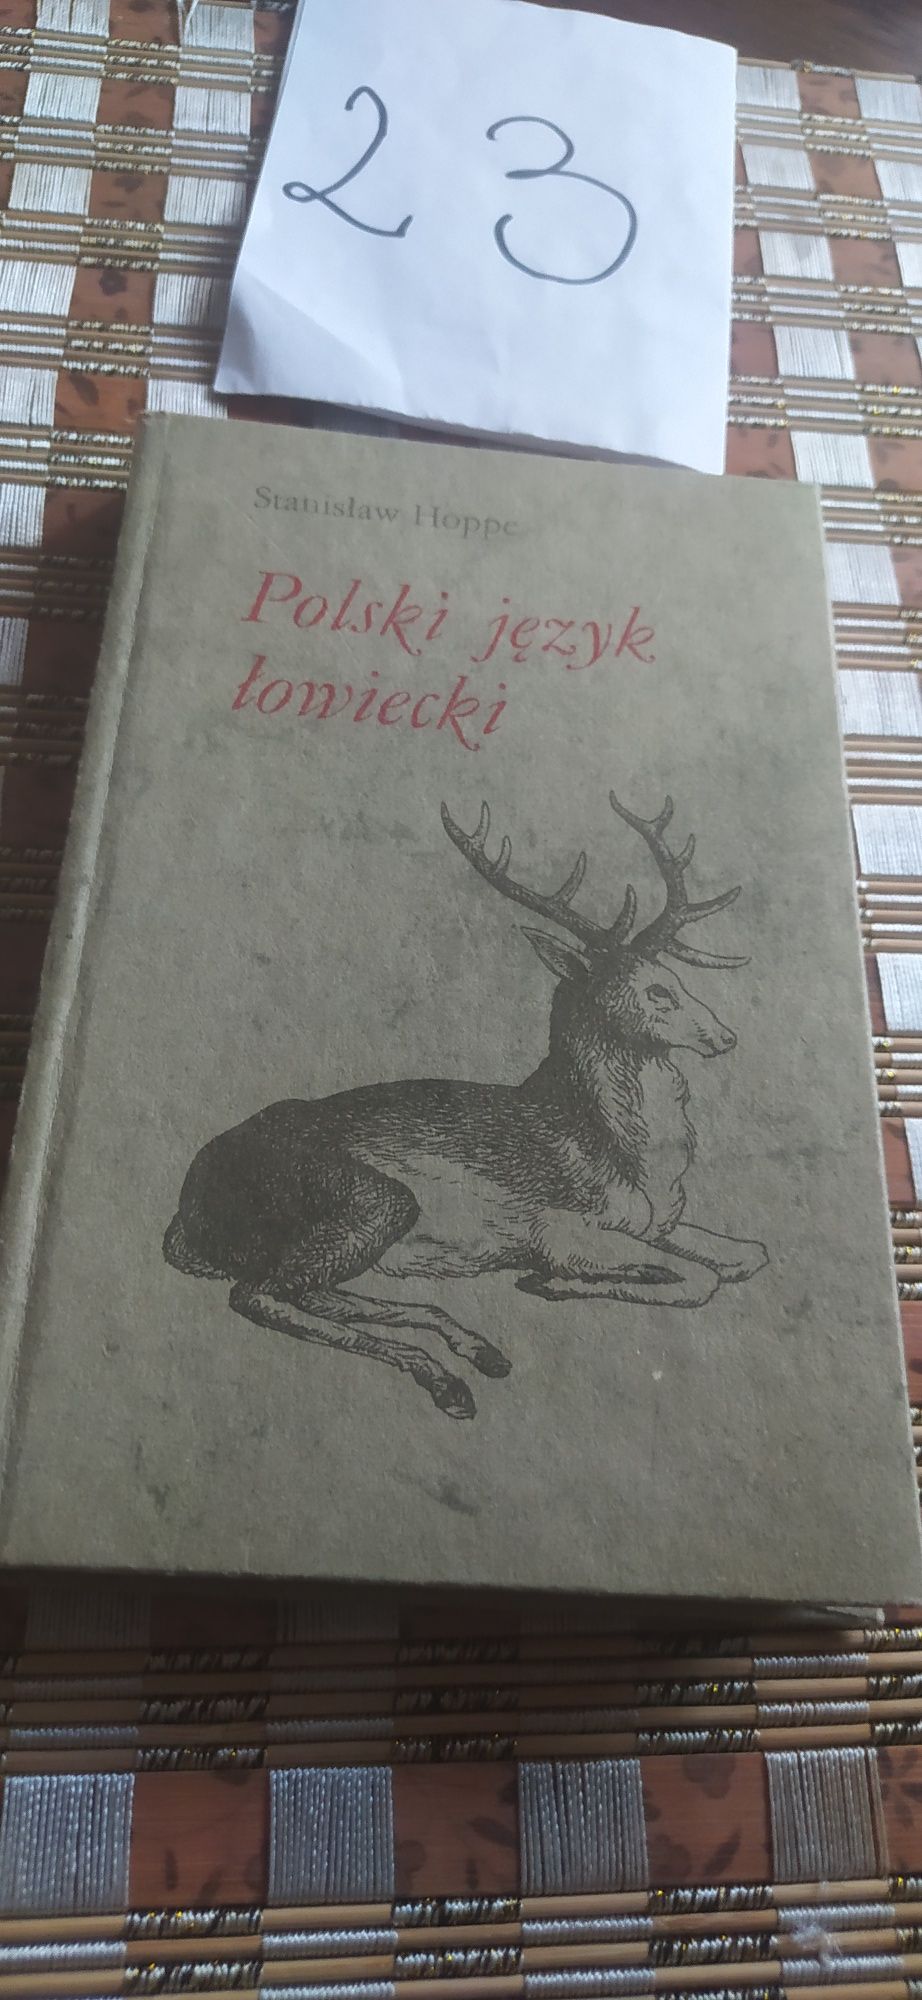 23
Stanisław Hoppe
Polski język
łowiecki